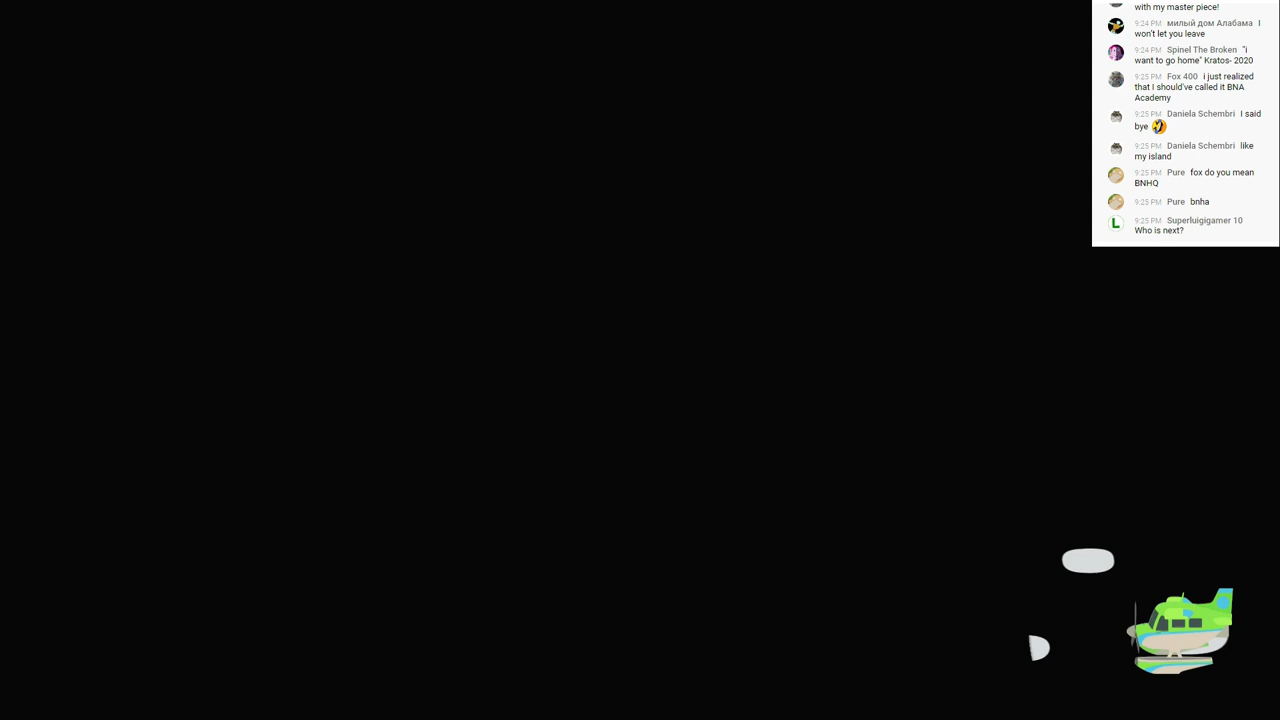 with my master piece!
9:24 PM милый дом Алабама I
won't let you leave
9:24 PM Spinel The Broken "i
want to go home" Kratos- 2020
9:25 PM Fox 400 i just realized
that I should've called it BNA
Academy
9:25 PM Daniela Schembri I said
bye 🤣
9:25 PM Daniela Schembri like
my island
9:25 PM Pure fox do you mean
BNHQ
9:25 PM Pure bnha
L 9:25 PM Superluigigamer 10
Who is next?